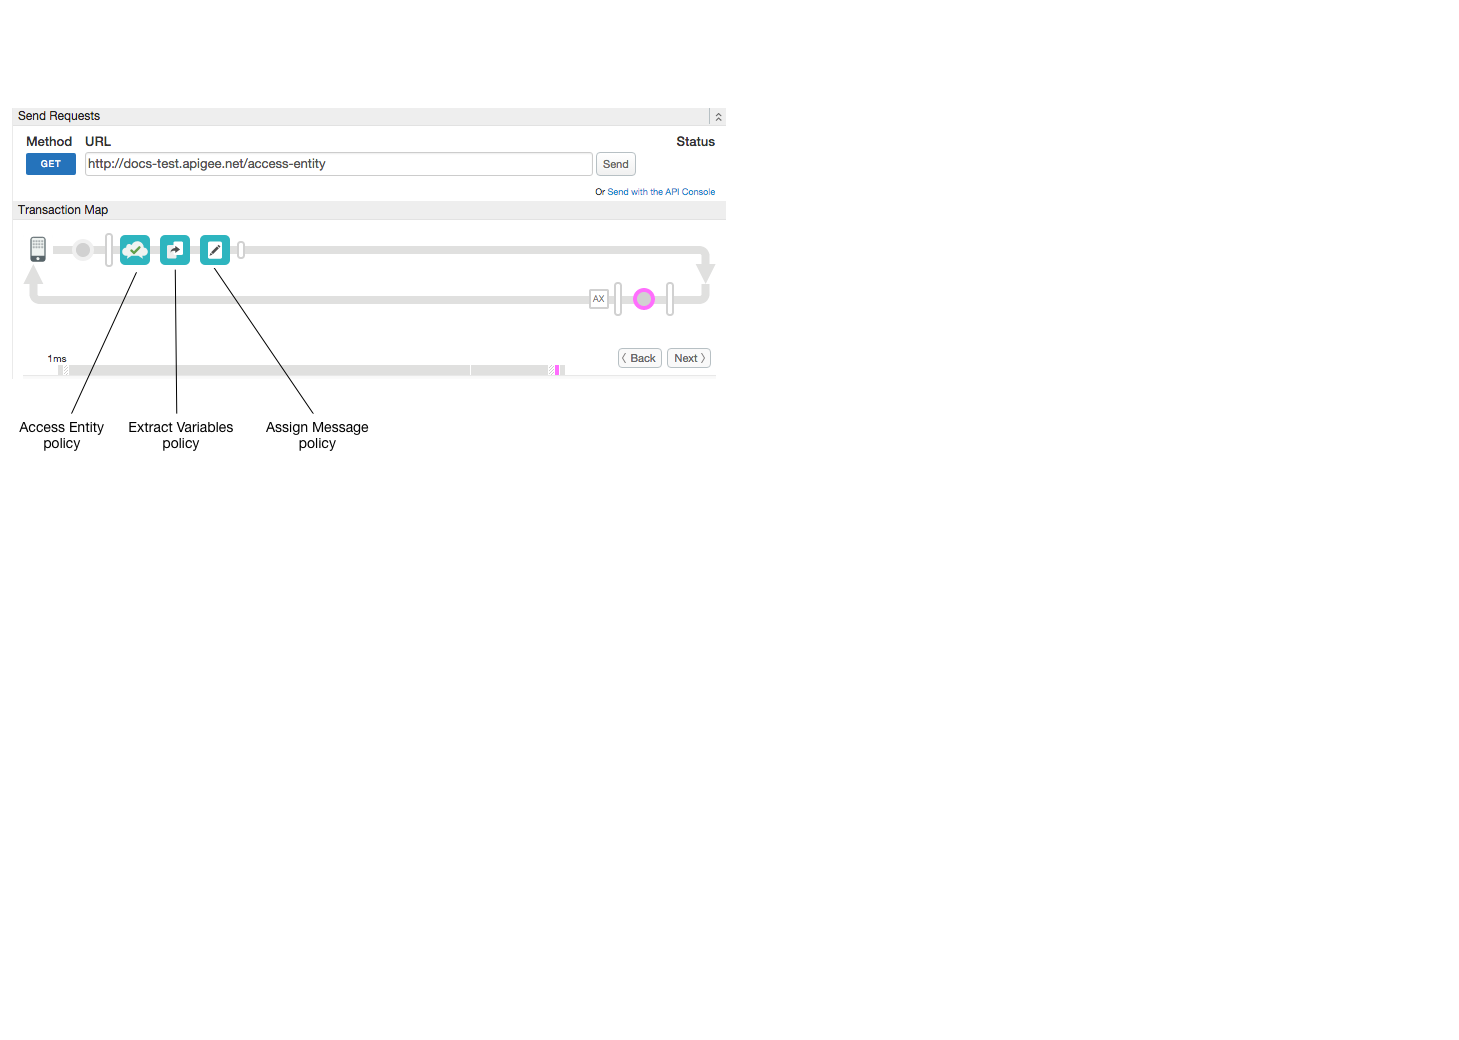 Send Requests
Method URL Status
GET http://docs-test.apigee.net/access-entity Send
Or Send with the API Console
Transaction Map
AX
1ms
Back Next
Access Entity policy
Extract Variables policy
Assign Message policy